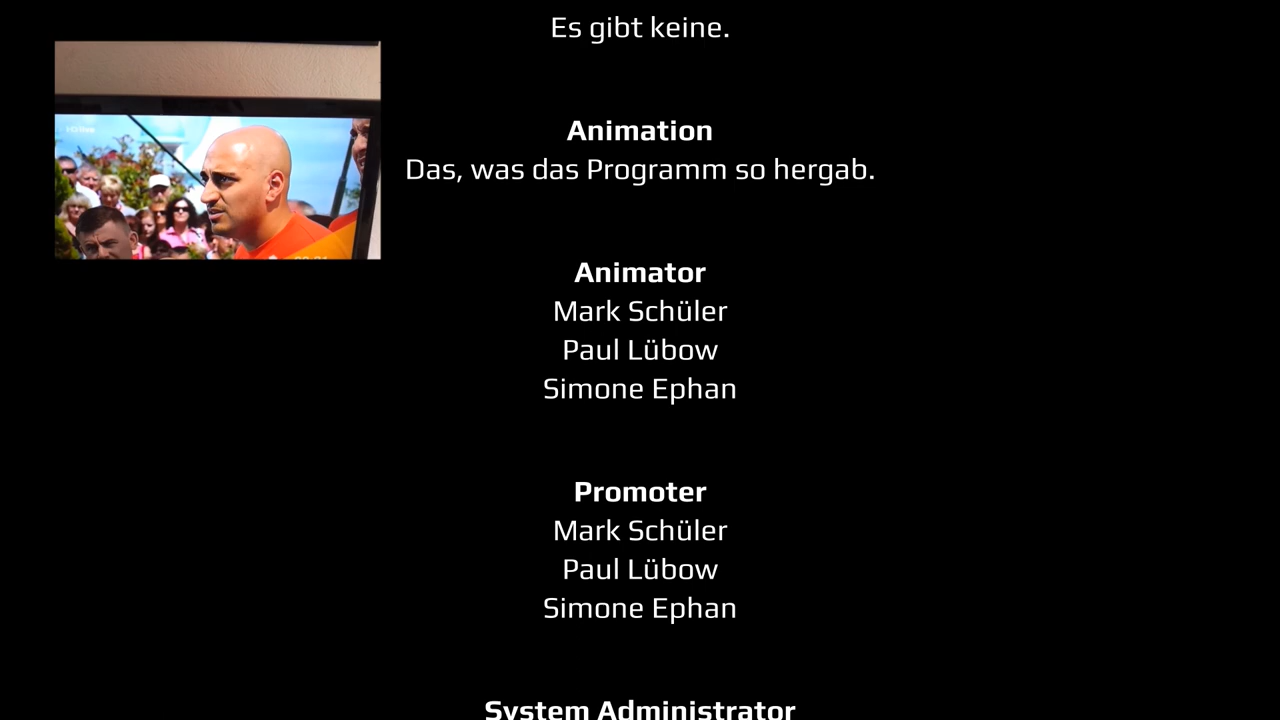 Es gibt keine.
Animation
Das, was das Programm so hergab.
Animator
Mark Schüler
Paul Lübow
Simone Ephan
Promoter
Mark Schüler
Paul Lübow
Simone Ephan
System Administrator